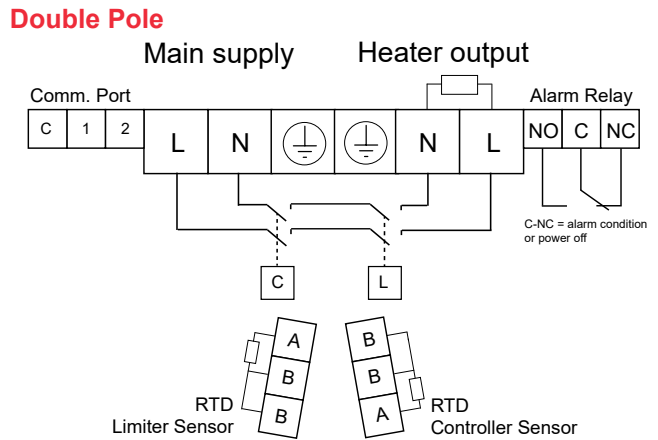 Double Pole
Main supply
Heater output
Comm. Port
Alarm Relay
C 1 2 L N N L NO C NC
C-NC = alarm condition
or power off
C L
A B
B B
B A
RTD
Limiter Sensor
RTD
Controller Sensor